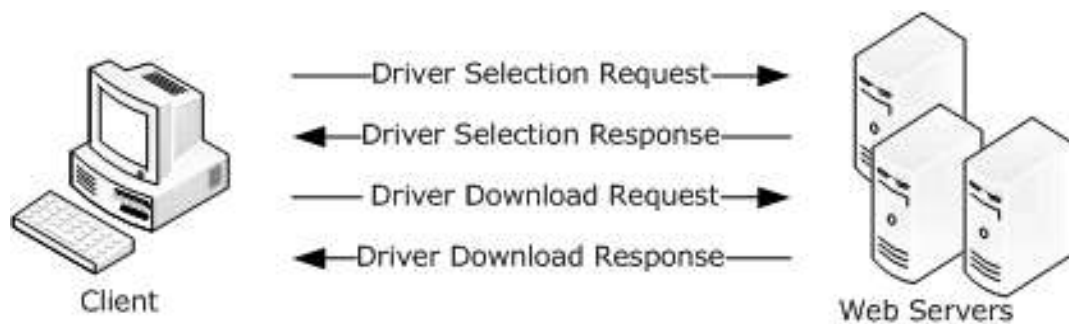 Driver Selection Request
Driver Selection Response
Driver Download Request
Driver Download Response
Client
Web Servers